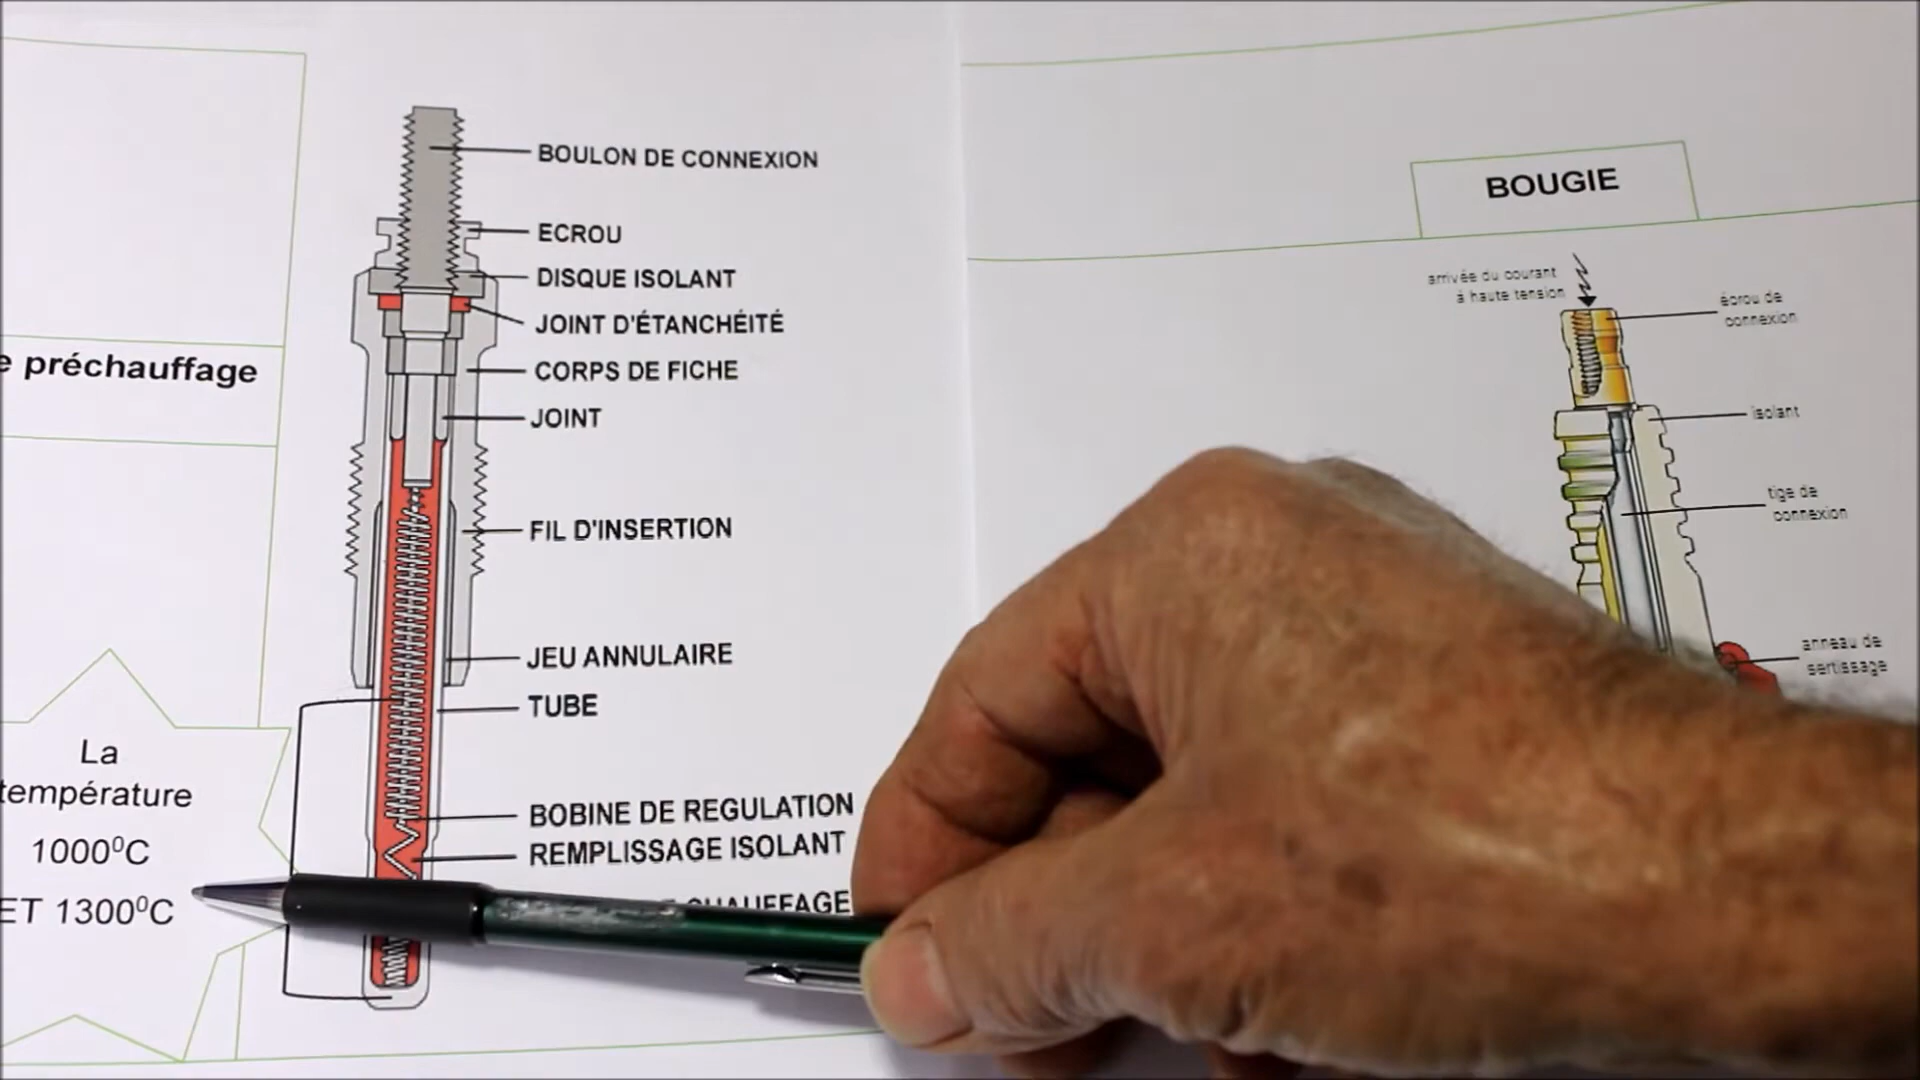 BOULON DE CONNEXION
ECROU
DISQUE ISOLANT
JOINT D'ÉTANCHÉITÉ
CORPS DE FICHE
JOINT
FIL D'INSERTION
JEU ANNULAIRE
TUBE
BOBINE DE REGULATION
REMPLISSAGE ISOLANT
CHAUFFAGE
e préchauffage
La
température
1000⁰C
ET 1300⁰C
BOUGIE
arrivée du courant
à haute tension
écrou de
connexion
isolant
tige de
connexion
anneau de
sertissage